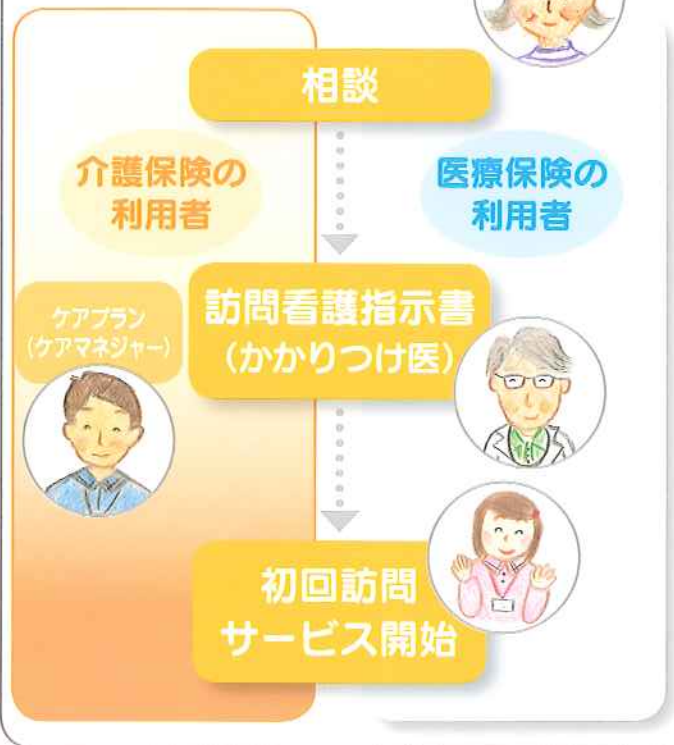 相談
介護保険の
利用者
医療保険の
利用者
ケアプラン
(ケアマネジャー)
訪問看護指示書
(かかりつけ医)
初回訪問
サービス開始